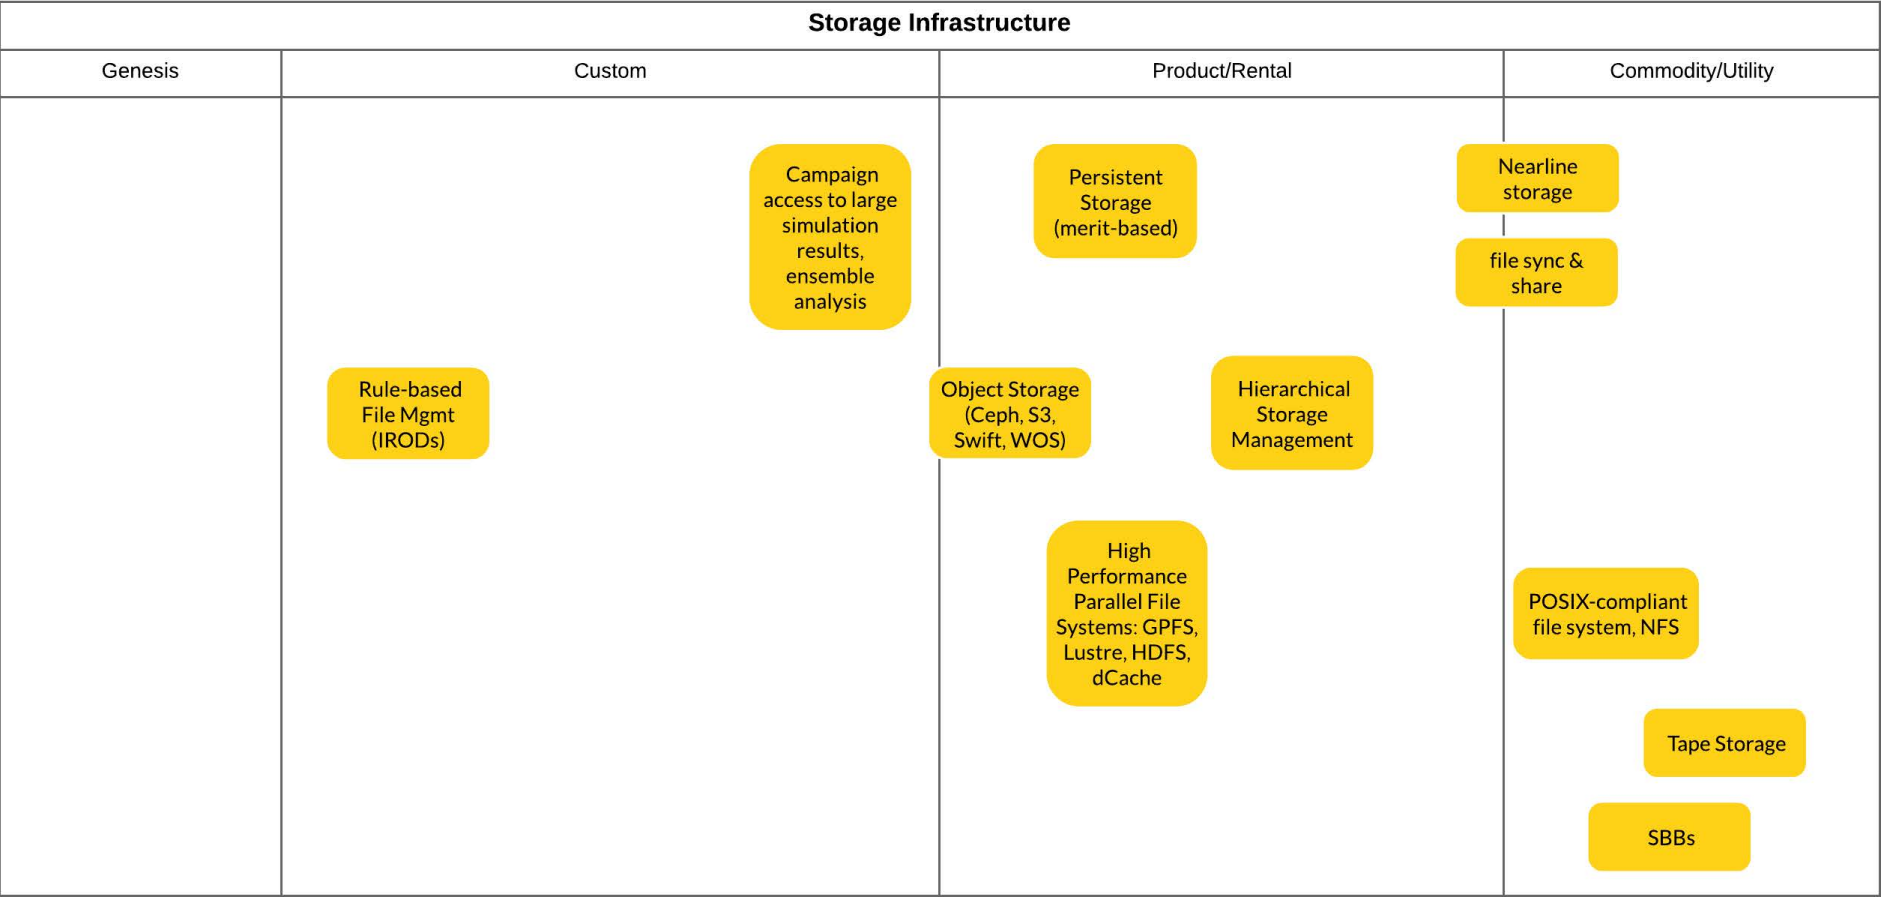 Storage Infrastructure
Genesis
Custom
Product/Rental
Commodity/Utility
Campaign
access to large
simulation
results,
ensemble
analysis
Persistent
Storage
(merit-based)
Nearline
storage
file sync &
share
Rule-based
File Mgmt
(IRODs)
Object Storage
(Ceph, S3,
Swift, WOS)
Hierarchical
Storage
Management
High
Performance
Parallel File
Systems: GPFS,
Lustre, HDFS,
dCache
POSIX-compliant
file system, NFS
Tape Storage
SBBs